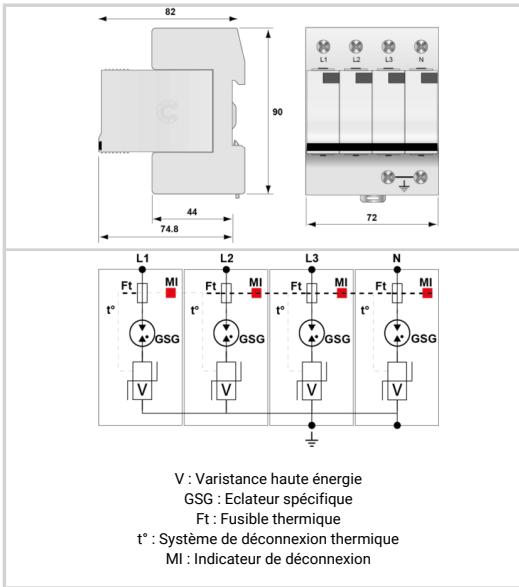 82
L1 L2 L3 N
90
44
74.8
72
L1 L2 L3 N
Ft MI Ft MI Ft MI Ft MI
t° t° t° t°
GSG GSG GSG GSG
V V V V
V : Varistance haute énergie
GSG : Eclateur spécifique
Ft : Fusible thermique
t° : Système de déconnexion thermique
MI : Indicateur de déconnexion